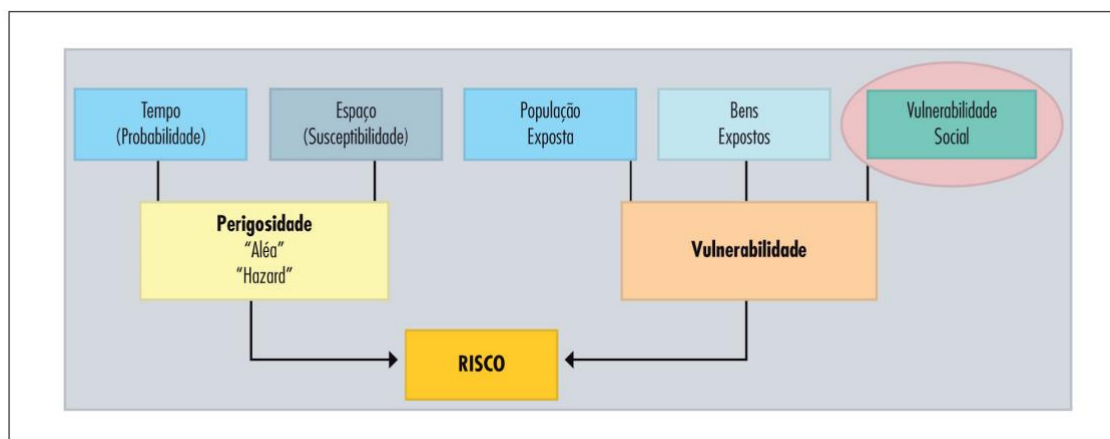 Tempo
(Probabilidade)
Espaço
(Susceptibilidade)
População
Exposta
Bens
Expostos
Vulnerabilidade
Social
Perigosidade
“Aléa”
“Hazard”
Vulnerabilidade
RISCO